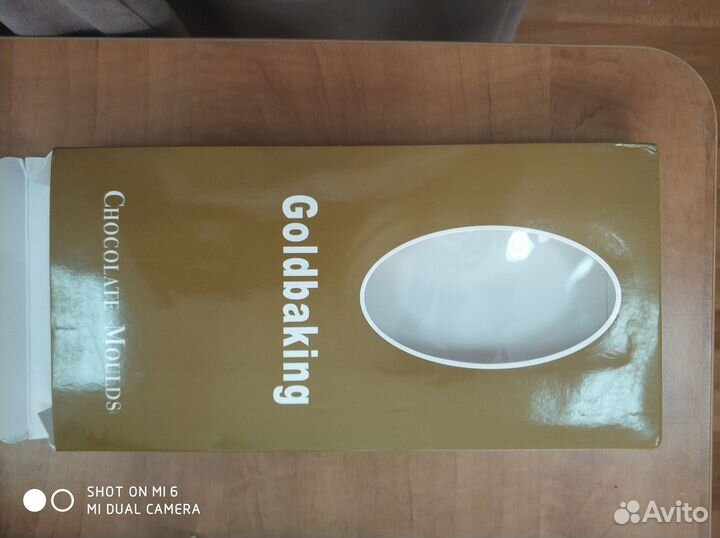 Goldbaking
CHOCOLATE MOULDS
SHOT ON MI 6
MI DUAL CAMERA
Avito